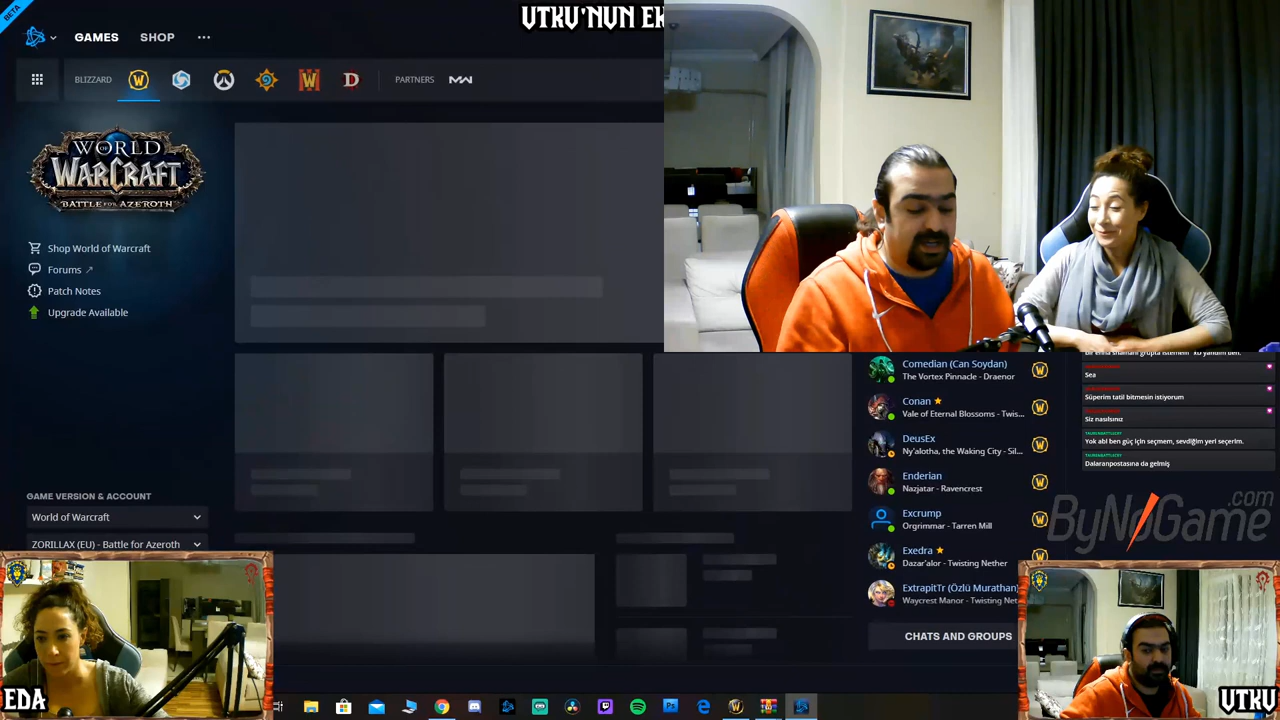 BETA
UTKU'NUN EK
GAMES
SHOP
BLIZZARD
PARTNERS
WORLD
OF
WARCRAFT
BATTLE FOR AZEROTH
Shop World of Warcraft
Forums
Patch Notes
Upgrade Available
GAME VERSION & ACCOUNT
World of Warcraft
ZORILLAX (EU) - Battle for Azeroth
Comedian (Can Soydan)
The Vortex Pinnacle - Draenor
Conan
Vale of Eternal Blossoms - Twis...
DeusEx
Ny'alotha, the Waking City - Sil...
Enderian
Nazjatar - Ravencrest
Excrump
Orgrimmar - Tarren Mill
Exedra
Dazar'alor - Twisting Nether
ExtrapitTr (Özlü Murathan)
Waycrest Manor - Twisting Net
CHATS AND GROUPS
Sea
Süperim tatil bitmesin istiyorum
Siz nasılsınız
Yok abi ben güç için seçmem, sevdiğim yeri seçerim.
Dalaranpostasına da gelmiş
ByNoGame
.com
EDA
UTKU